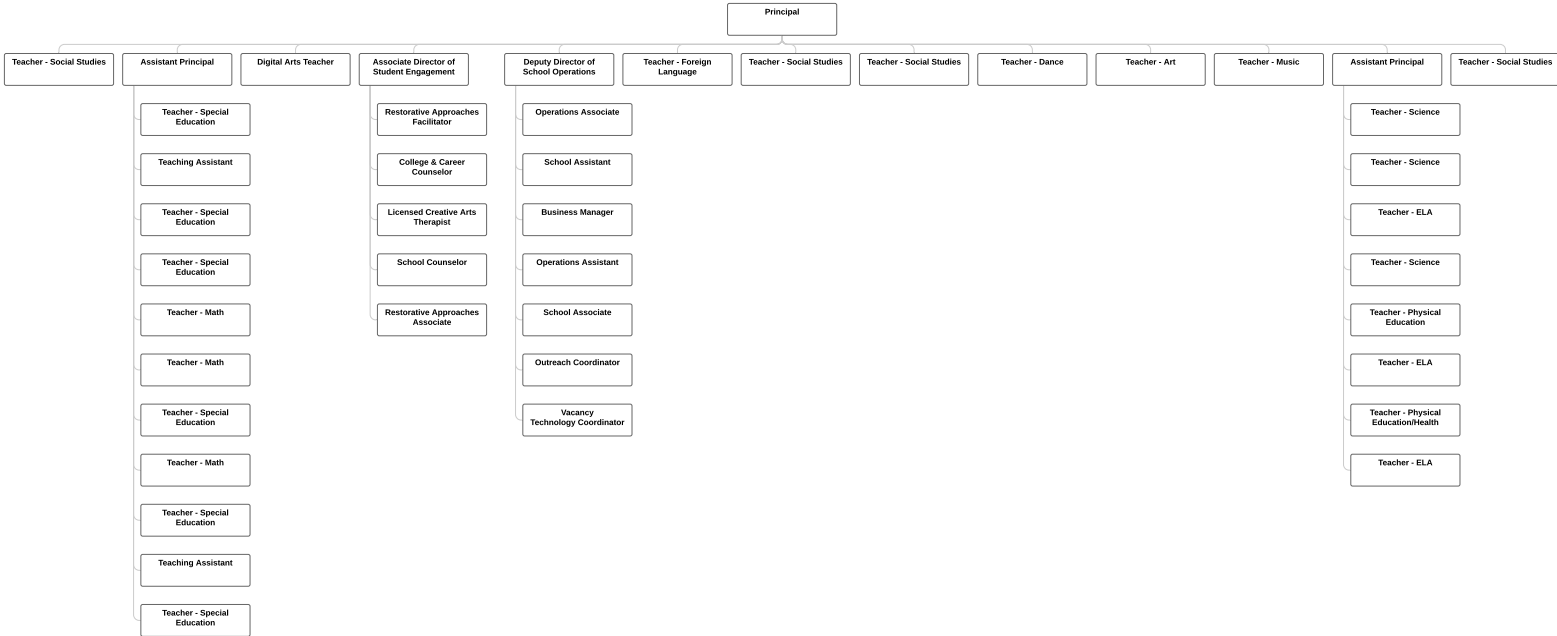 Principal
Teacher - Social Studies
Assistant Principal
Digital Arts Teacher
Associate Director of
Student Engagement
Deputy Director of
School Operations
Teacher - Foreign
Language
Teacher - Social Studies
Teacher - Social Studies
Teacher - Dance
Teacher - Art
Teacher - Music
Assistant Principal
Teacher - Social Studies
Teacher - Special
Education
Teaching Assistant
Teacher - Special
Education
Teacher - Special
Education
Teacher - Math
Teacher - Math
Teacher - Special
Education
Teacher - Math
Teacher - Special
Education
Teaching Assistant
Teacher - Special
Education
Restorative Approaches
Facilitator
College & Career
Counselor
Licensed Creative Arts
Therapist
School Counselor
Restorative Approaches
Associate
Operations Associate
School Assistant
Business Manager
Operations Assistant
School Associate
Outreach Coordinator
Vacancy
Technology Coordinator
Teacher - Science
Teacher - Science
Teacher - ELA
Teacher - Science
Teacher - Physical
Education
Teacher - ELA
Teacher - Physical
Education/Health
Teacher - ELA